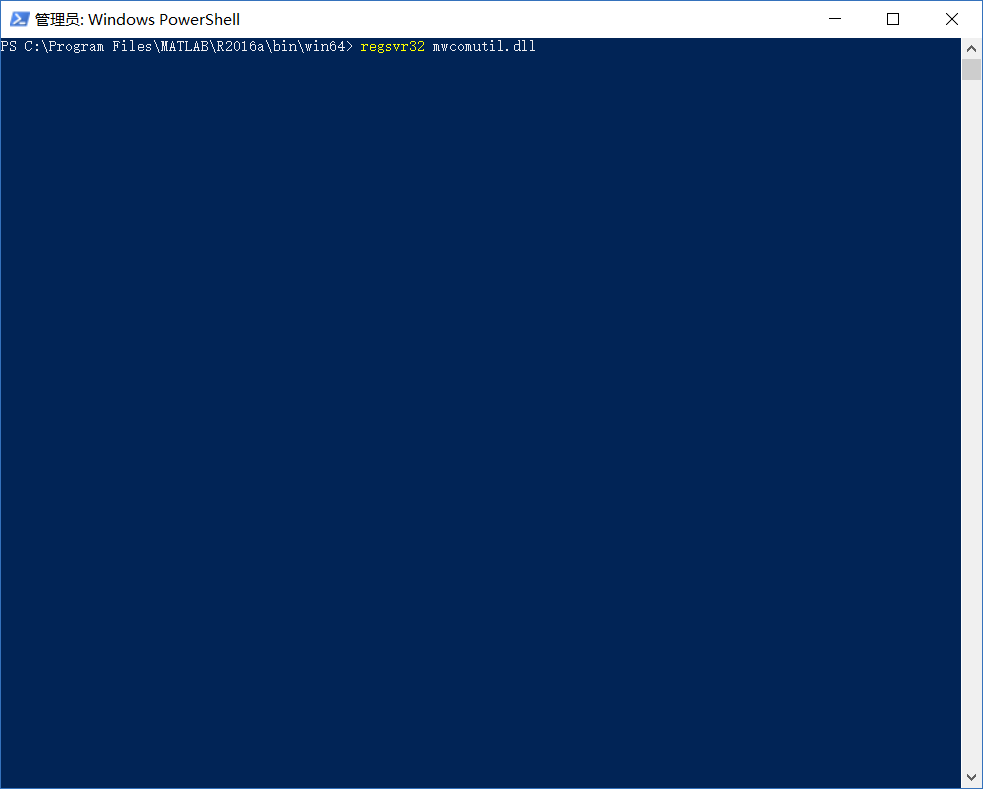 管理员: Windows PowerShell
PS C:\Program Files\MATLAB\R2016a\bin\win64> regsvr32 mwcomutil.dll